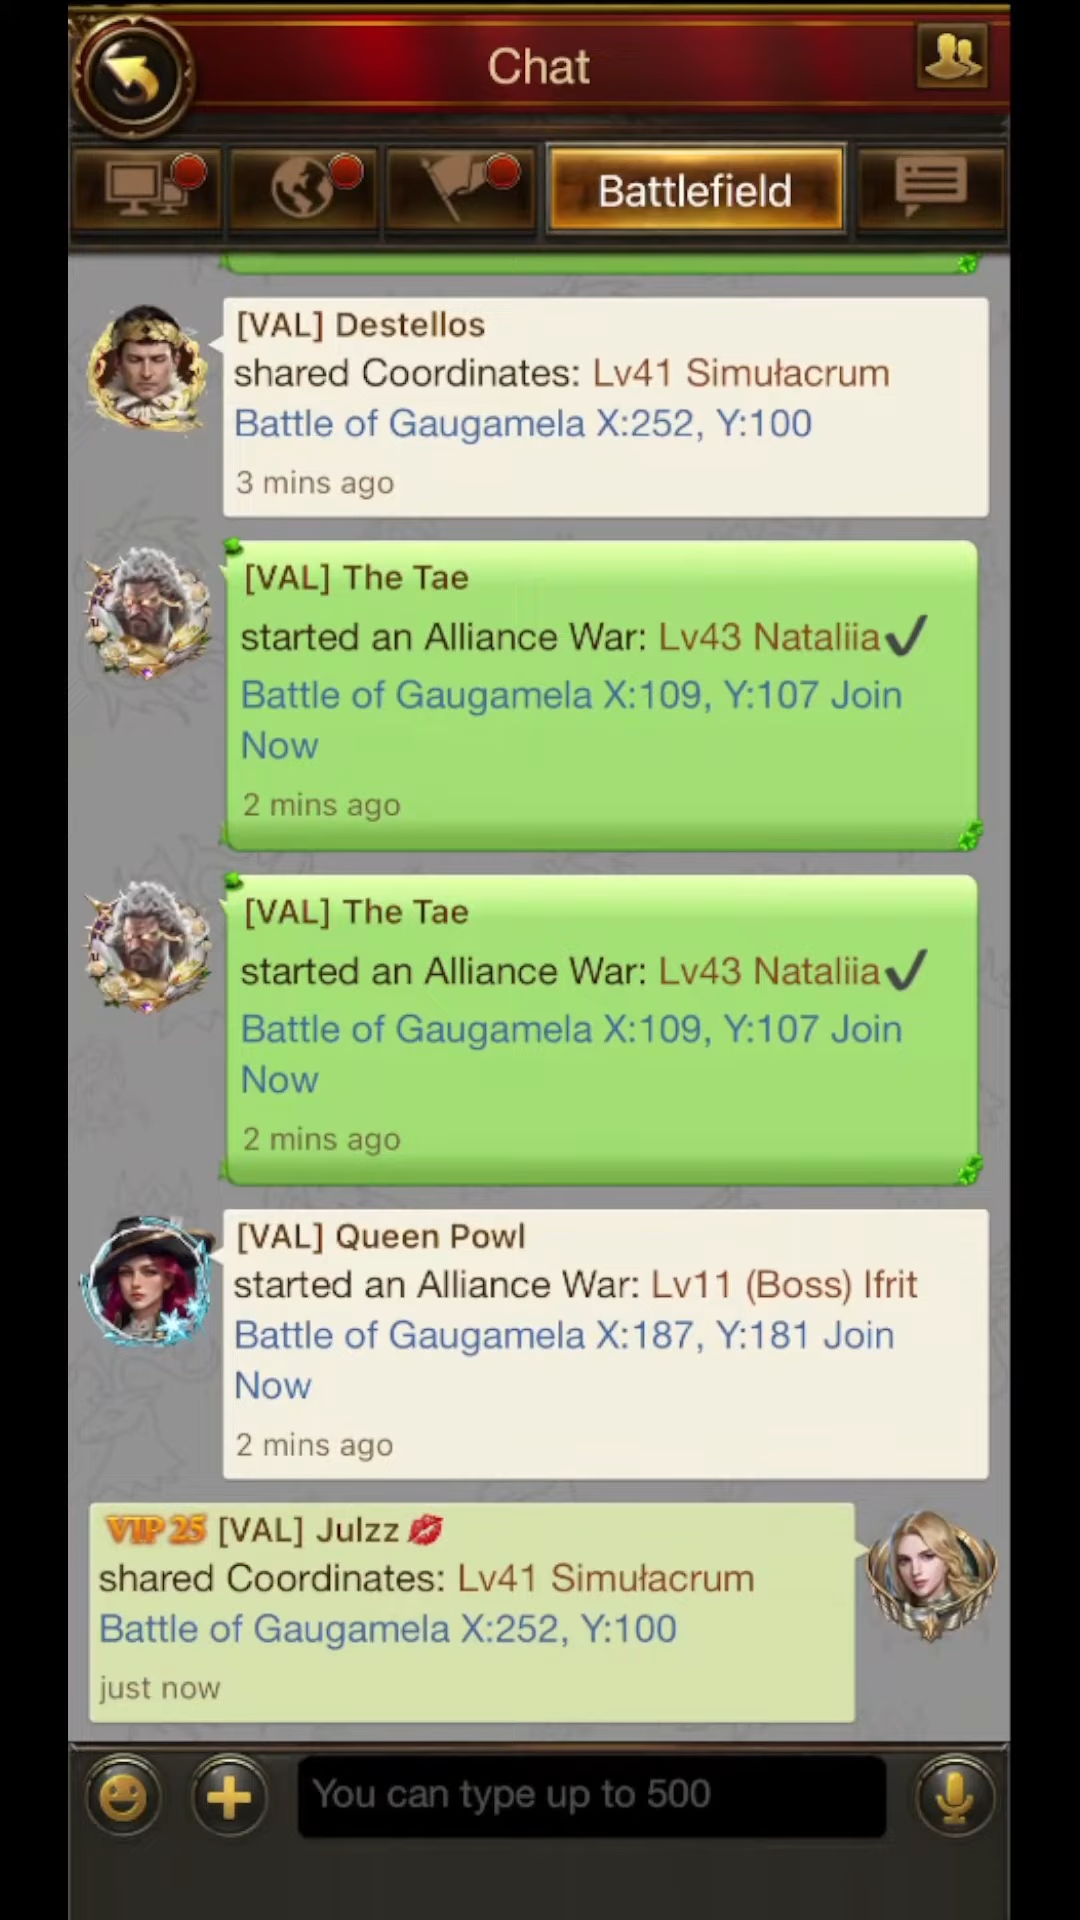 Chat
Battlefield
[VAL] Destellos
shared Coordinates: Lv41 Simułacrum
Battle of Gaugamela X:252, Y:100
3 mins ago
[VAL] The Tae
started an Alliance War: Lv43 Nataliia✔
Battle of Gaugamela X:109, Y:107 Join
Now
2 mins ago
[VAL] The Tae
started an Alliance War: Lv43 Nataliia✔
Battle of Gaugamela X:109, Y:107 Join
Now
2 mins ago
[VAL] Queen Powl
started an Alliance War: Lv11 (Boss) Ifrit
Battle of Gaugamela X:187, Y:181 Join
Now
2 mins ago
VIP 25 [VAL] Julzz💋
shared Coordinates: Lv41 Simułacrum
Battle of Gaugamela X:252, Y:100
just now
You can type up to 500